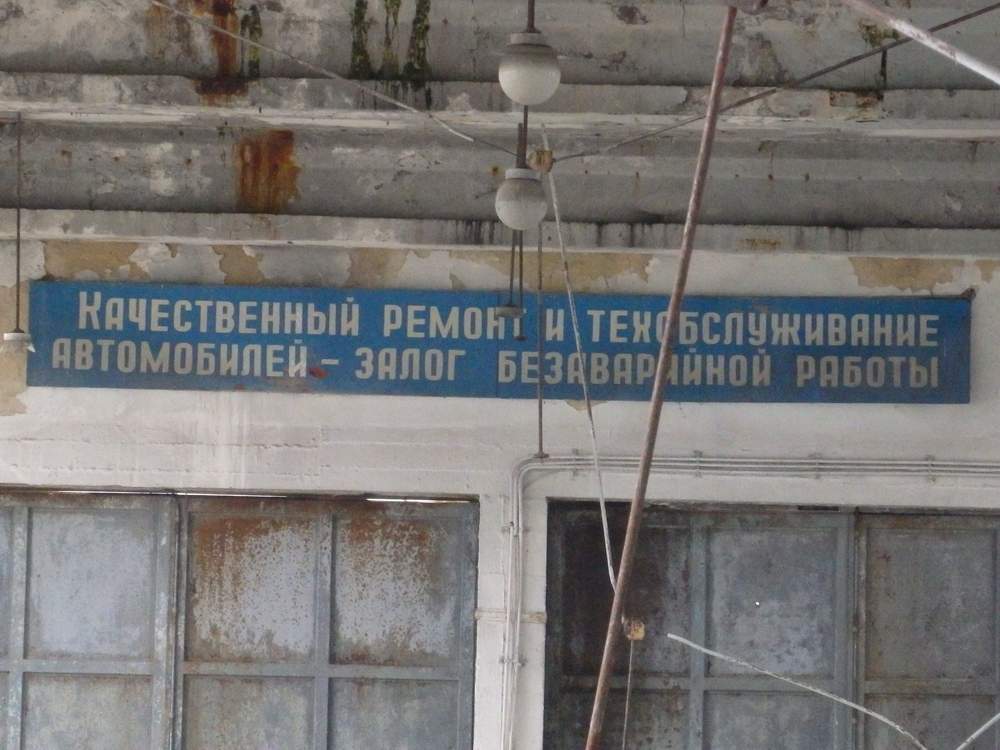 Качественный ремонт и техобслуживание
автомобилей – залог безаварийной работы